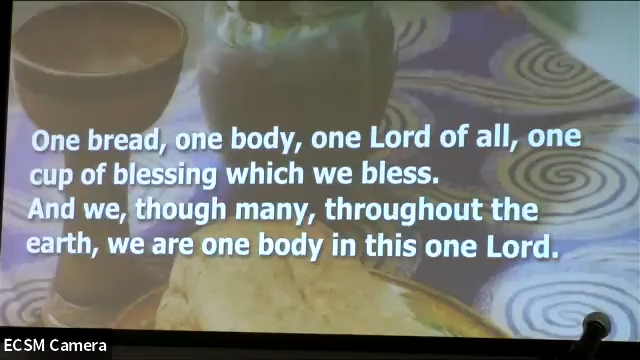 One bread, one body, one Lord of all, one
cup of blessing which we bless.
And we, though many, throughout the
earth, we are one body in this one Lord.
ECSM Camera